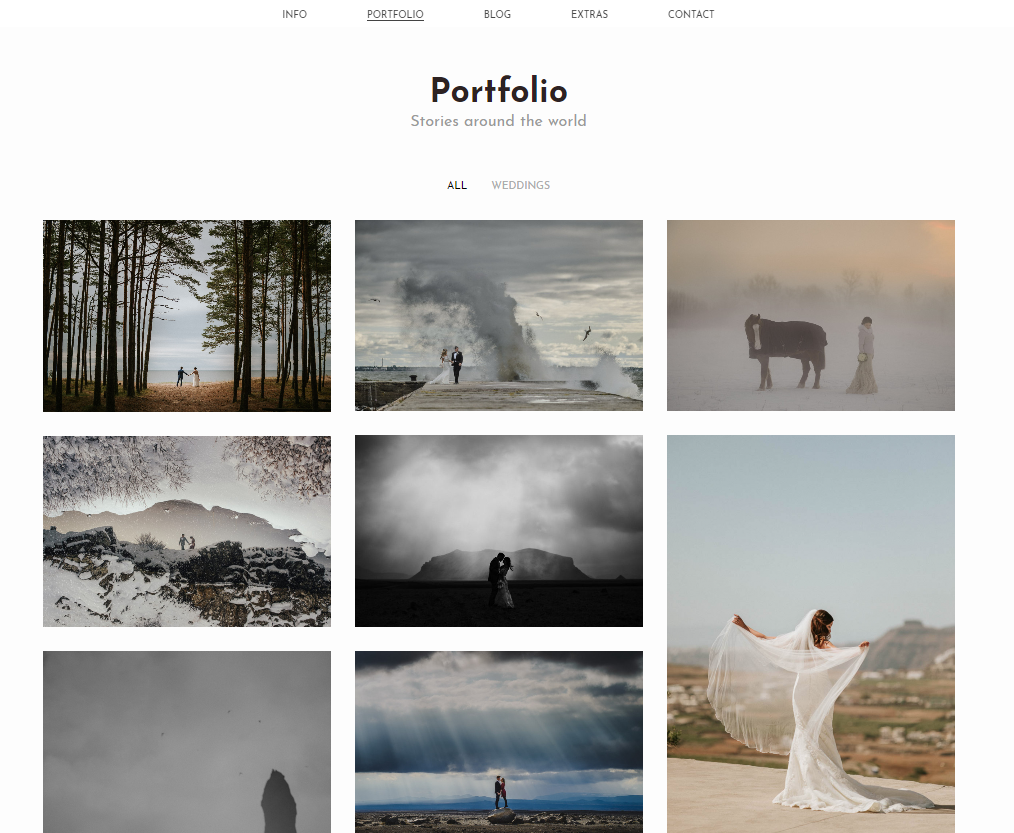 INFO PORTFOLIO BLOG EXTRAS CONTACT
Portfolio
Stories around the world
ALL WEDDINGS